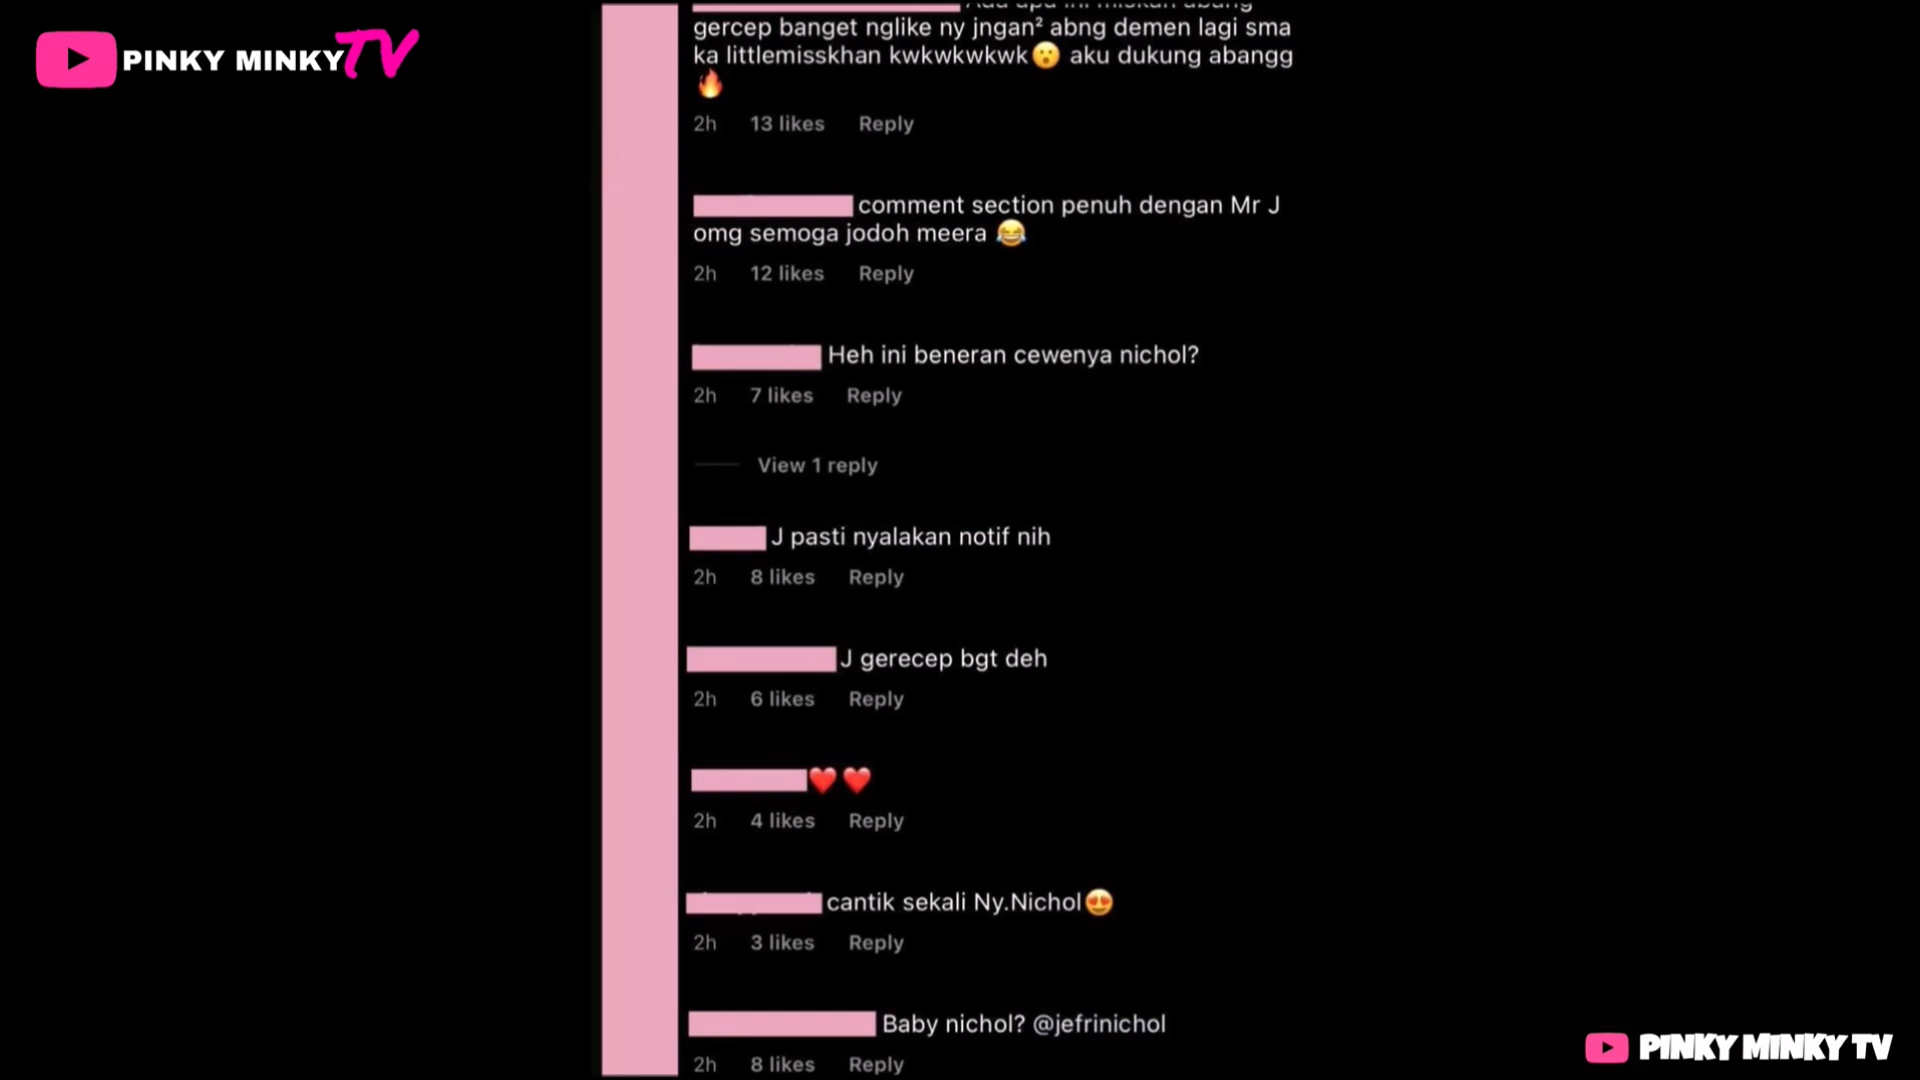 PINKY MINKY TV
gercep banget nglike ny jngan² abng demen lagi sma
ka littlemisskhan kwkwkwkwk😮 aku dukung abangg
🔥
2h 13 likes Reply
comment section penuh dengan Mr J
omg semoga jodoh meera 😂
2h 12 likes Reply
Heh ini beneran cewenya nichol?
2h 7 likes Reply
View 1 reply
J pasti nyalakan notif nih
2h 8 likes Reply
J gerecep bgt deh
2h 6 likes Reply
❤️❤️
2h 4 likes Reply
cantik sekali Ny.Nichol😍
2h 3 likes Reply
Baby nichol? @jefrinichol
2h 8 likes Reply
PINKY MINKY TV